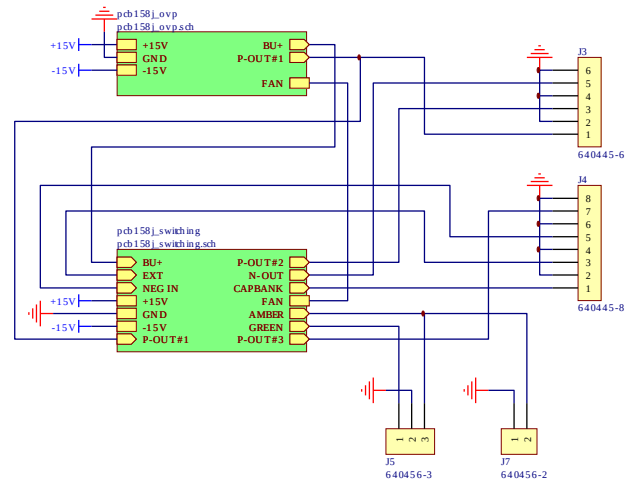 pcb158j_ovp
pcb158j_ovp.sch
+15V
+15V
GND
-15V
-15V
BU+
P-OUT#1
FAN
J3
6
5
4
3
2
1
640445-6
J4
8
7
6
5
4
3
2
1
640445-8
pcb158j_switching
pcb158j_switching.sch
BU+
EXT
NEG IN
+15V
+15V
GND
-15V
-15V
P-OUT#1
P-OUT#2
N-OUT
CAPBANK
FAN
AMBER
GREEN
P-OUT#3
1
2
3
J5
640456-3
1
2
J7
640456-2